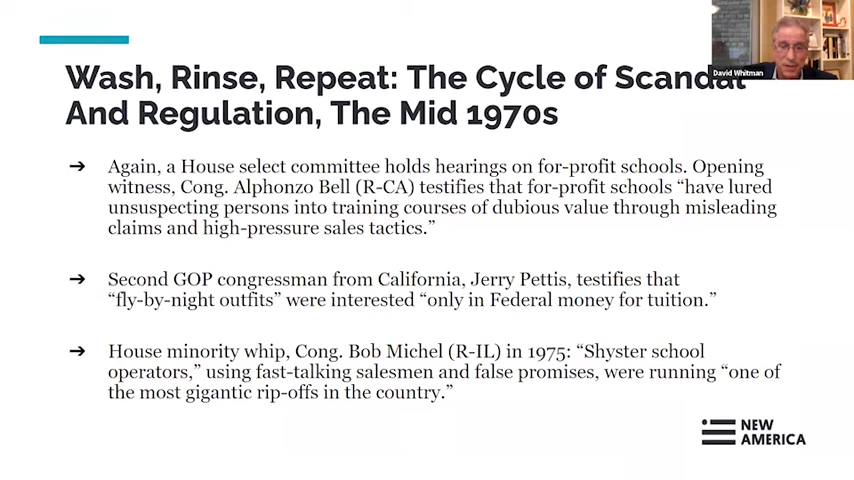 David Whitman
Wash, Rinse, Repeat: The Cycle of Scandal
And Regulation, The Mid 1970s
➔ Again, a House select committee holds hearings on for-profit schools. Opening
witness, Cong. Alphonzo Bell (R-CA) testifies that for-profit schools “have lured
unsuspecting persons into training courses of dubious value through misleading
claims and high-pressure sales tactics.”
➔ Second GOP congressman from California, Jerry Pettis, testifies that
“fly-by-night outfits” were interested “only in Federal money for tuition.”
➔ House minority whip, Cong. Bob Michel (R-IL) in 1975: “Shyster school
operators,” using fast-talking salesmen and false promises, were running “one of
the most gigantic rip-offs in the country.”
NEW
AMERICA